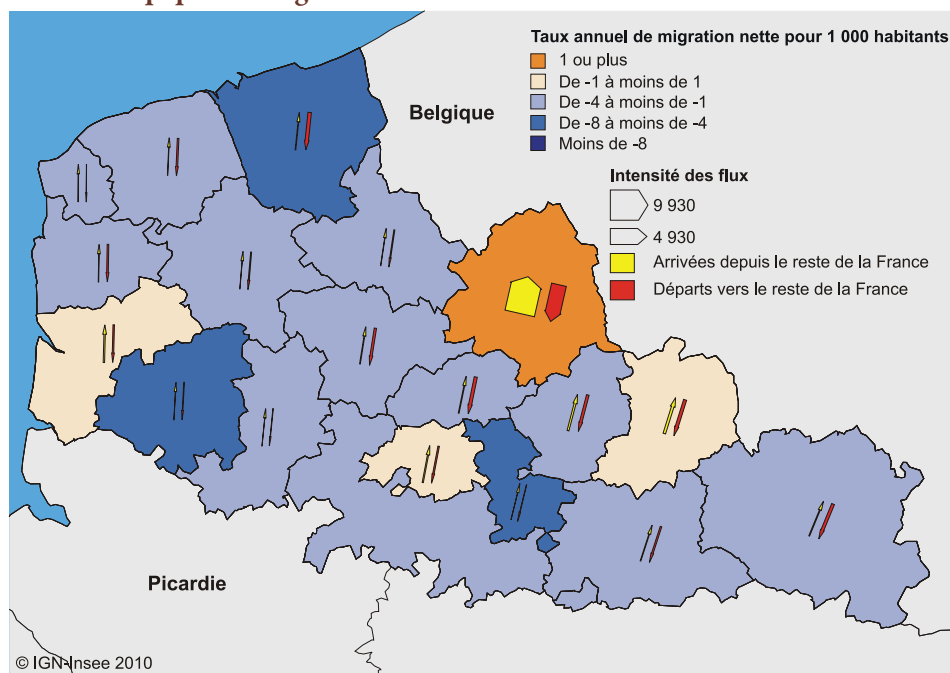 Taux annuel de migration nette pour 1 000 habitants
1 ou plus
De -1 à moins de 1
De -4 à moins de -1
De -8 à moins de -4
Moins de -8
Belgique
Intensité des flux
9 930
4 930
Arrivées depuis le reste de la France
Départs vers le reste de la France
Picardie
© IGN-Insee 2010